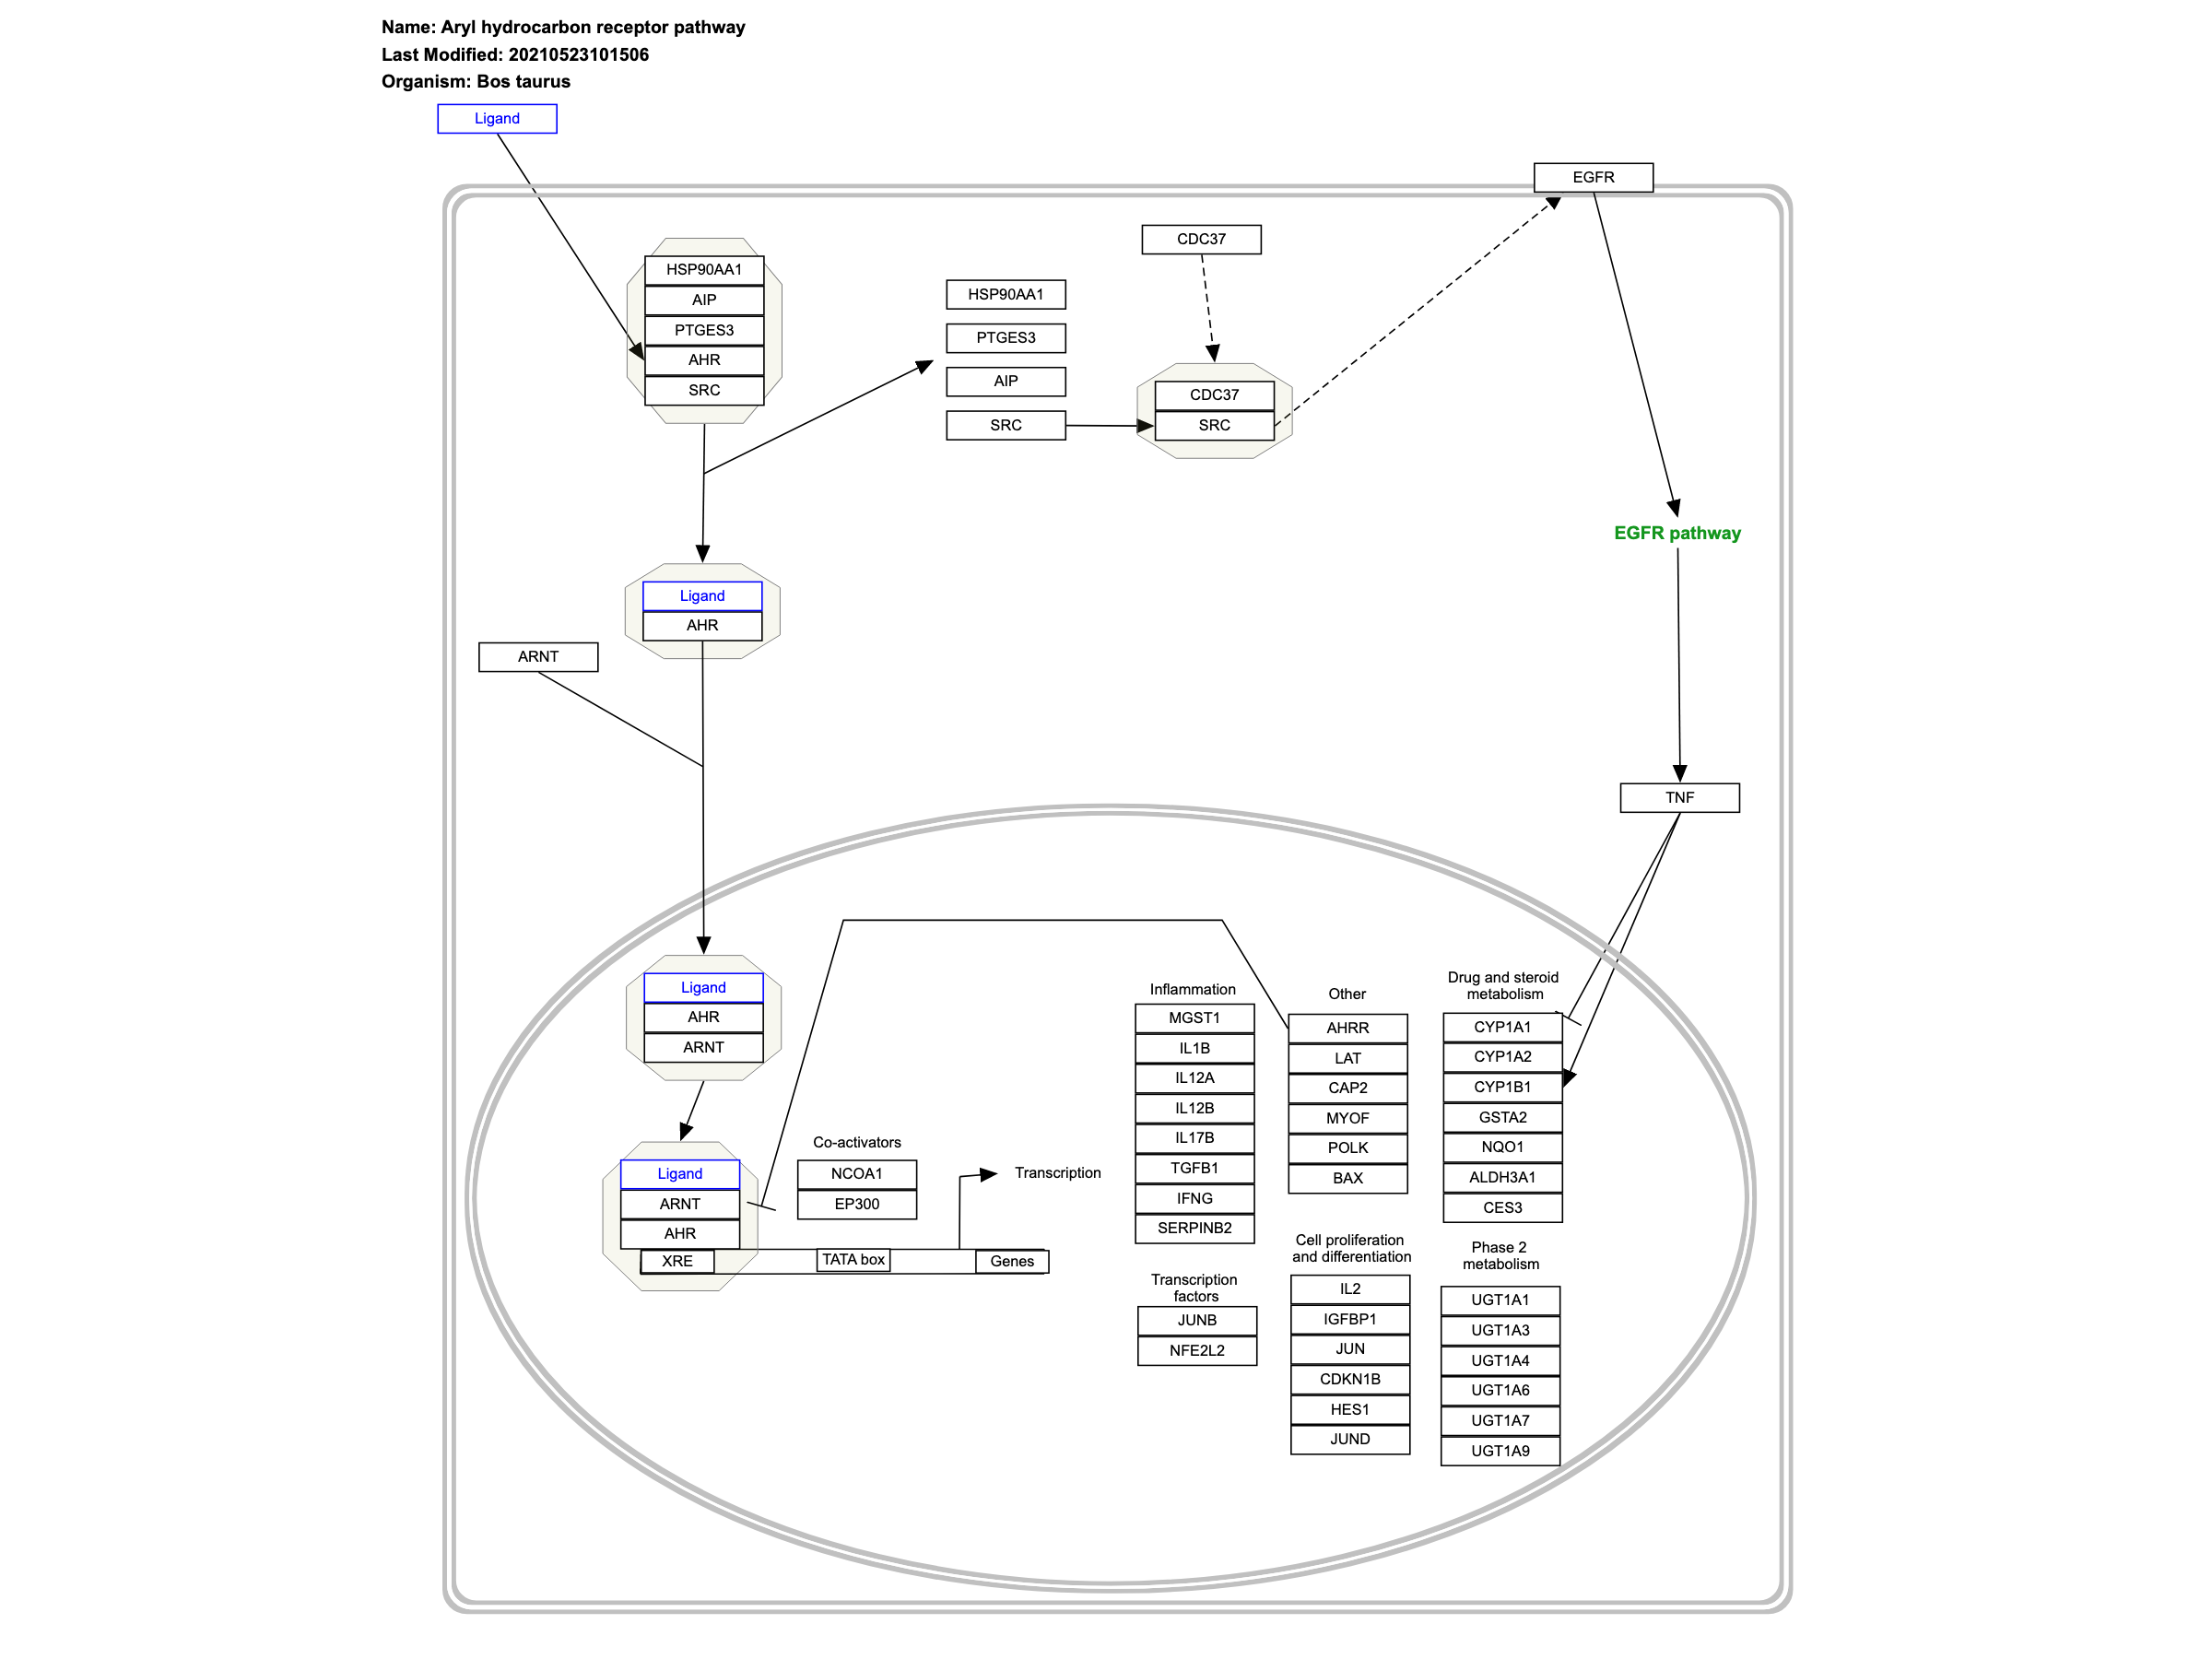 Name: Aryl hydrocarbon receptor pathway
Last Modified: 20210523101506
Organism: Bos taurus
Ligand
EGFR
CDC37
HSP90AA1
AIP
PTGES3
AHR
SRC
HSP90AA1
PTGES3
AIP
SRC
CDC37
SRC
EGFR pathway
Ligand
AHR
ARNT
TNF
Ligand
AHR
ARNT
Ligand
ARNT
AHR
XRE
Co-activators
NCOA1
EP300
TATA box
Genes
Transcription
Inflammation
MGST1
IL1B
IL12A
IL12B
IL17B
TGFB1
IFNG
SERPINB2
Transcription
factors
JUNB
NFE2L2
Other
AHRR
LAT
CAP2
MYOF
POLK
BAX
Cell proliferation
and differentiation
IL2
IGFBP1
JUN
CDKN1B
HES1
JUND
Drug and steroid
metabolism
CYP1A1
CYP1A2
CYP1B1
GSTA2
NQO1
ALDH3A1
CES3
Phase 2
metabolism
UGT1A1
UGT1A3
UGT1A4
UGT1A6
UGT1A7
UGT1A9